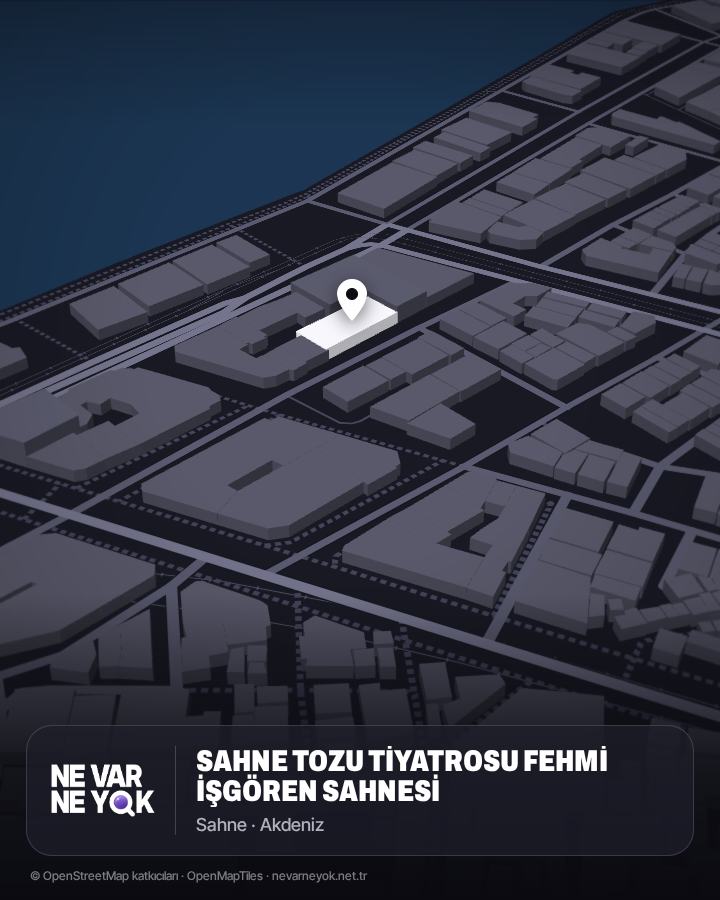 NE VAR
NE YOK
SAHNE TOZU TİYATROSU FEHMİ
İŞGÖREN SAHNESİ
Sahne · Akdeniz
© OpenStreetMap katkıcıları · OpenMapTiles · nevarneyok.net.tr